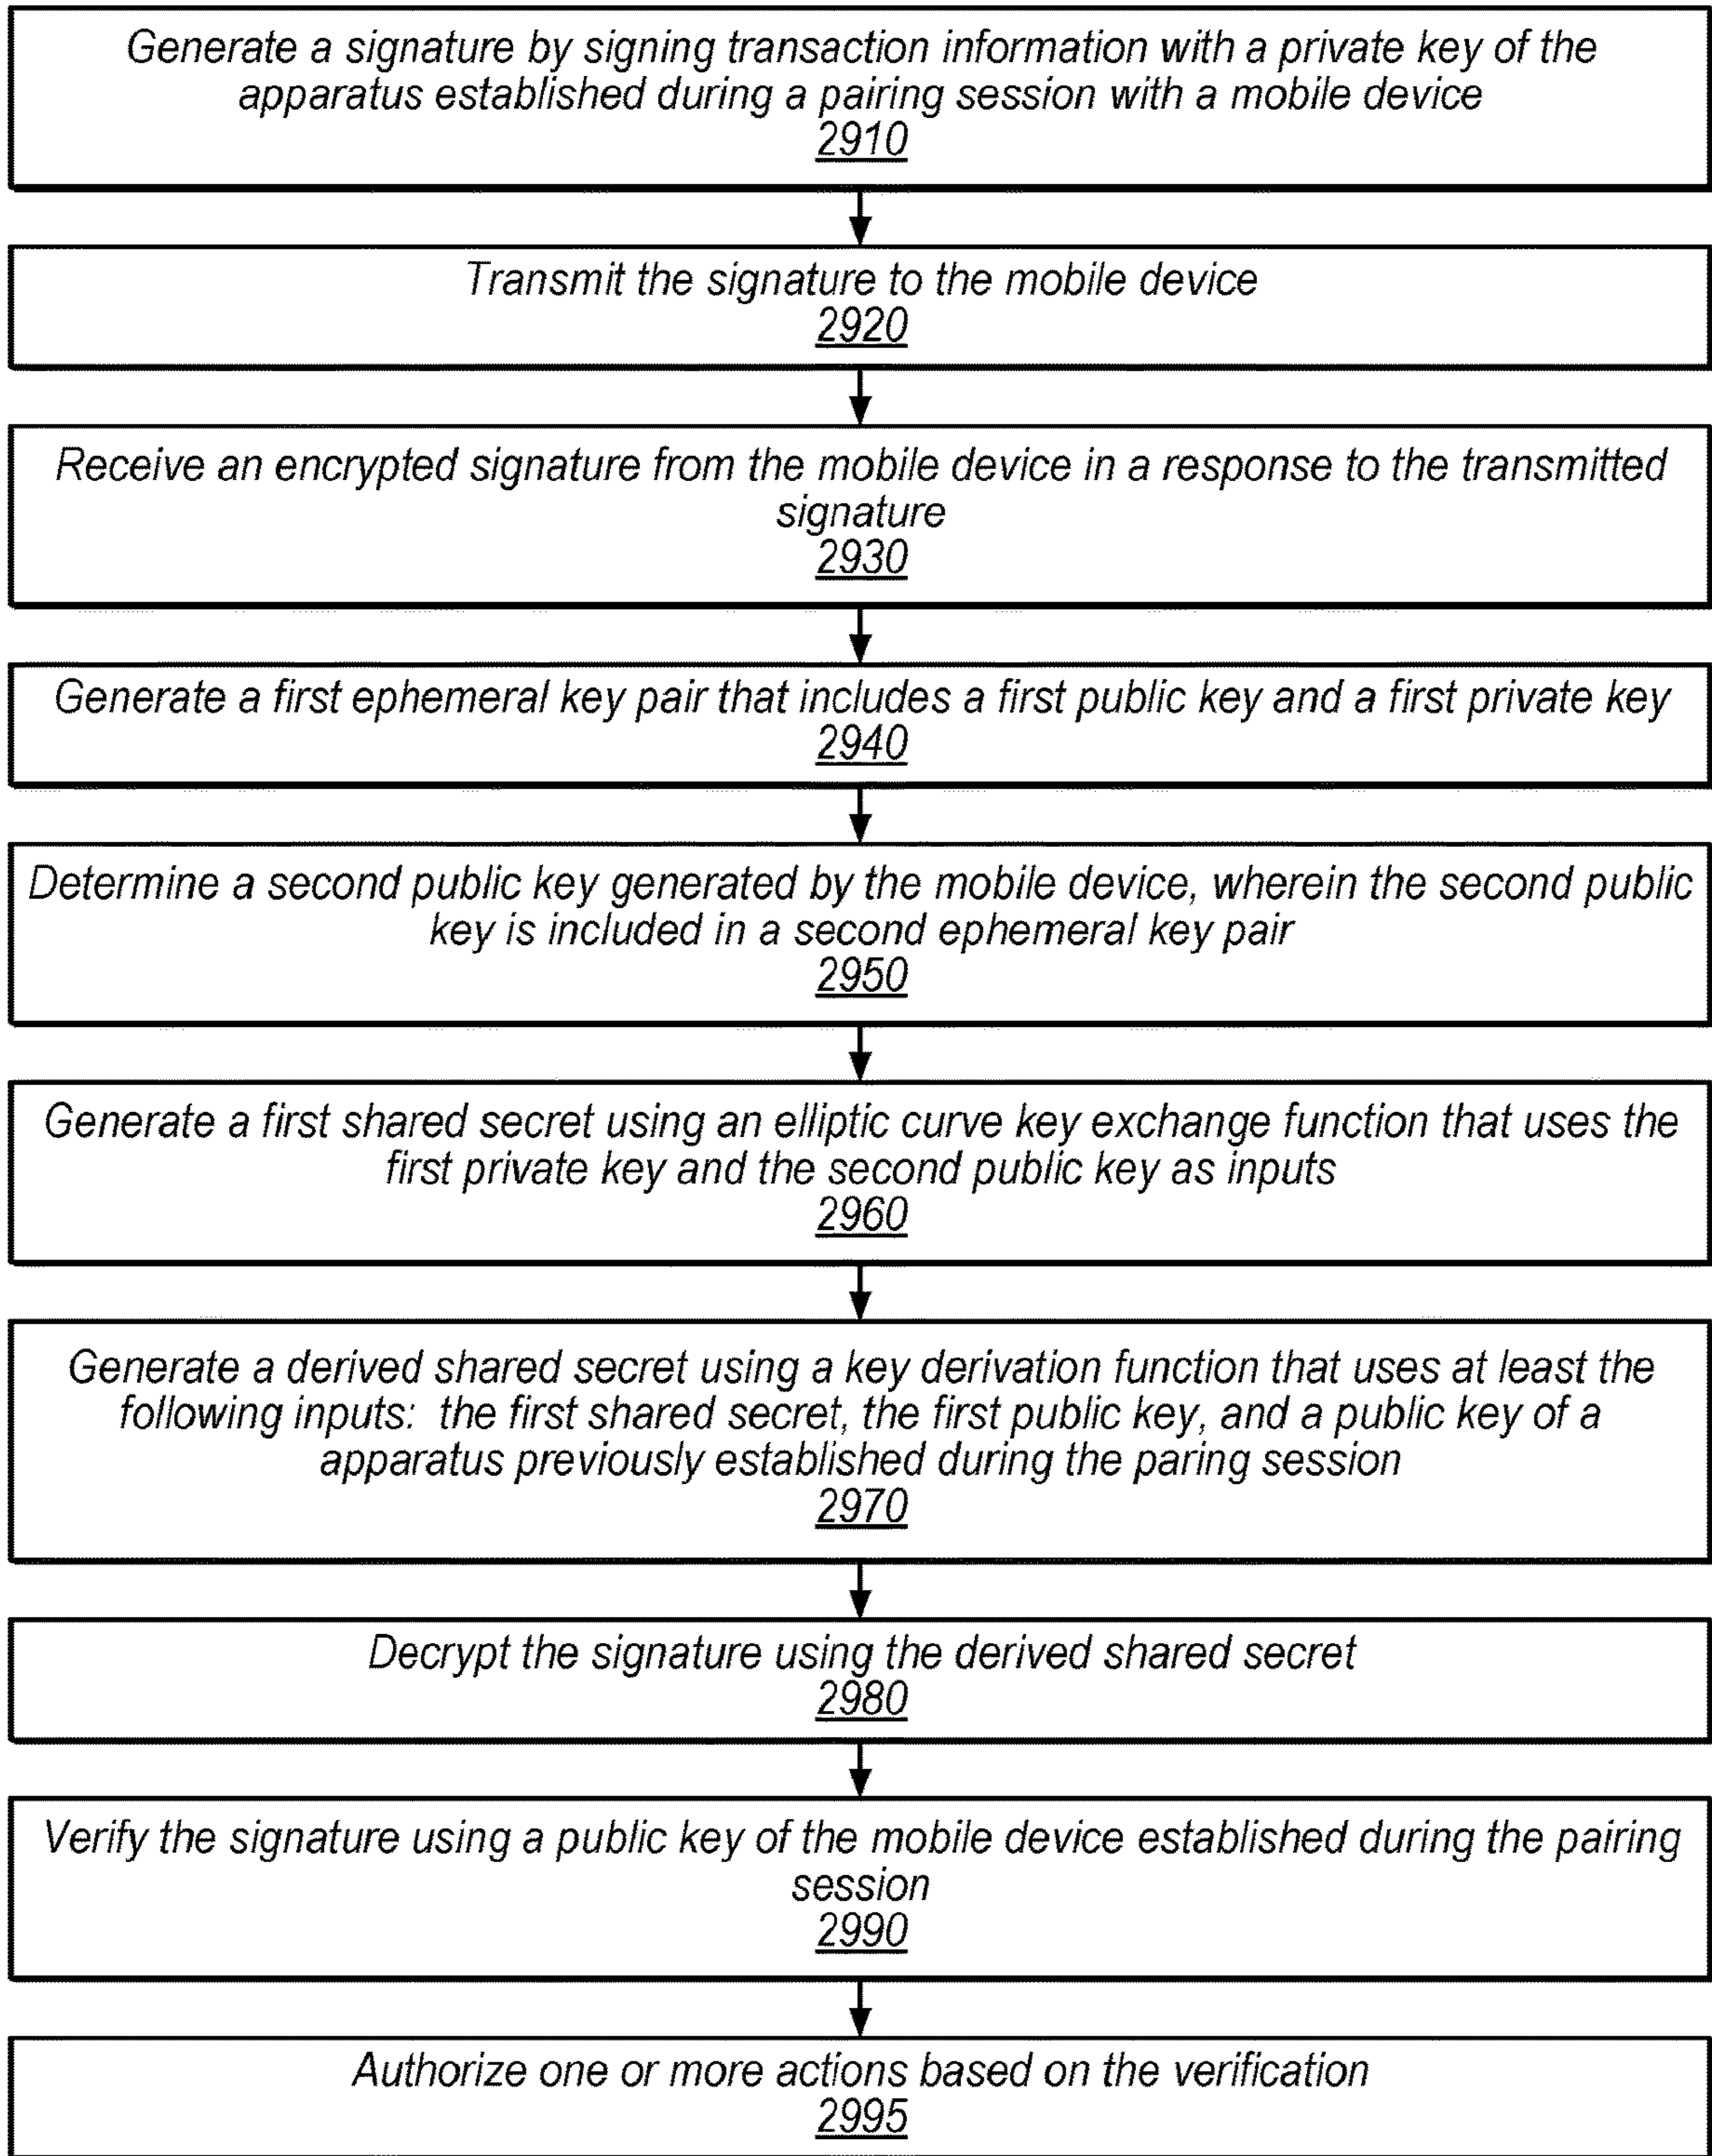 Generate a signature by signing transaction information with a private key of the
apparatus established during a pairing session with a mobile device
2910
Transmit the signature to the mobile device
2920
Receive an encrypted signature from the mobile device in a response to the transmitted
signature
2930
Generate a first ephemeral key pair that includes a first public key and a first private key
2940
Determine a second public key generated by the mobile device, wherein the second public
key is included in a second ephemeral key pair
2950
Generate a first shared secret using an elliptic curve key exchange function that uses the
first private key and the second public key as inputs
2960
Generate a derived shared secret using a key derivation function that uses at least the
following inputs: the first shared secret, the first public key, and a public key of a
apparatus previously established during the paring session
2970
Decrypt the signature using the derived shared secret
2980
Verify the signature using a public key of the mobile device established during the pairing
session
2990
Authorize one or more actions based on the verification
2995